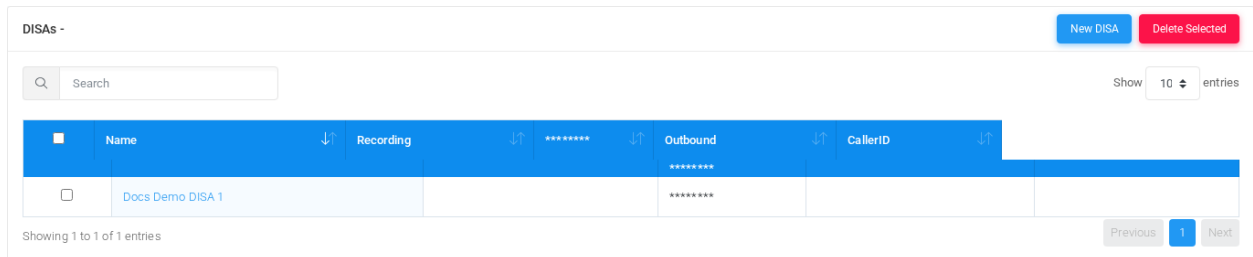 DISAs -
New DISA Delete Selected
Search
Show 10 entries
Name Recording ******** Outbound CallerID
********
Docs Demo DISA 1 ********
Showing 1 to 1 of 1 entries
Previous 1 Next